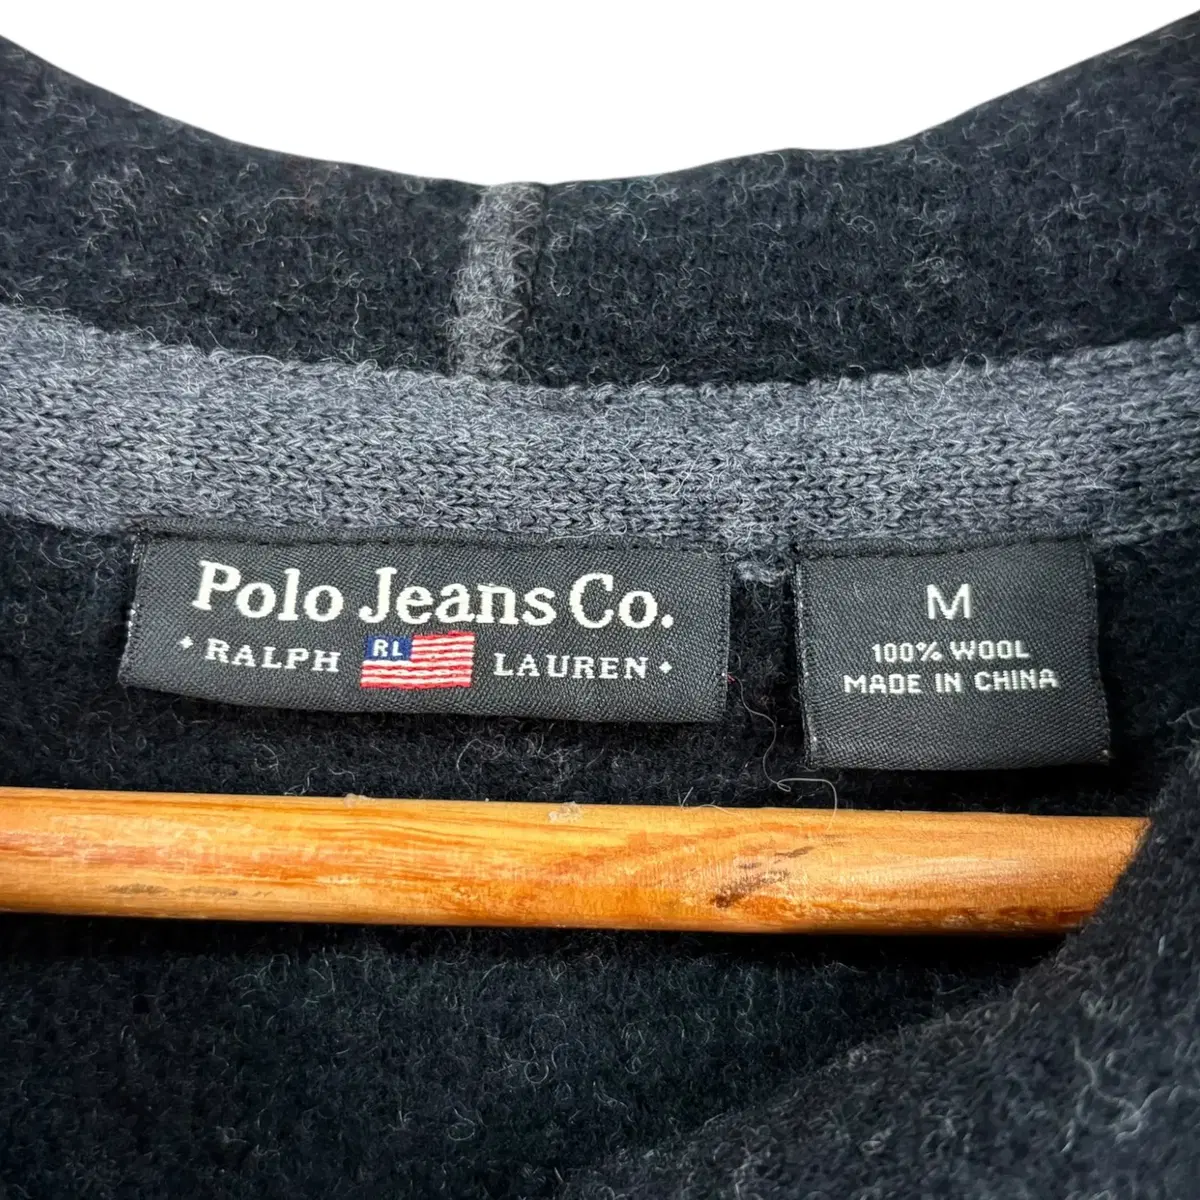 Polo Jeans Co.
RALPH RL LAUREN
M
100% WOOL
MADE IN CHINA